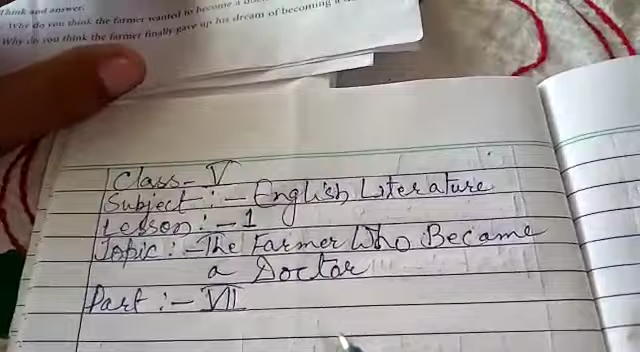 Think and answer.
Why do you think the farmer wanted to become a
Why do you think the farmer finally gave up his dream of becoming a
Class- V
Subject :- English Literature
Lesson :- 1
Topic :- The Farmer Who Became
a Doctor
Part :- VII